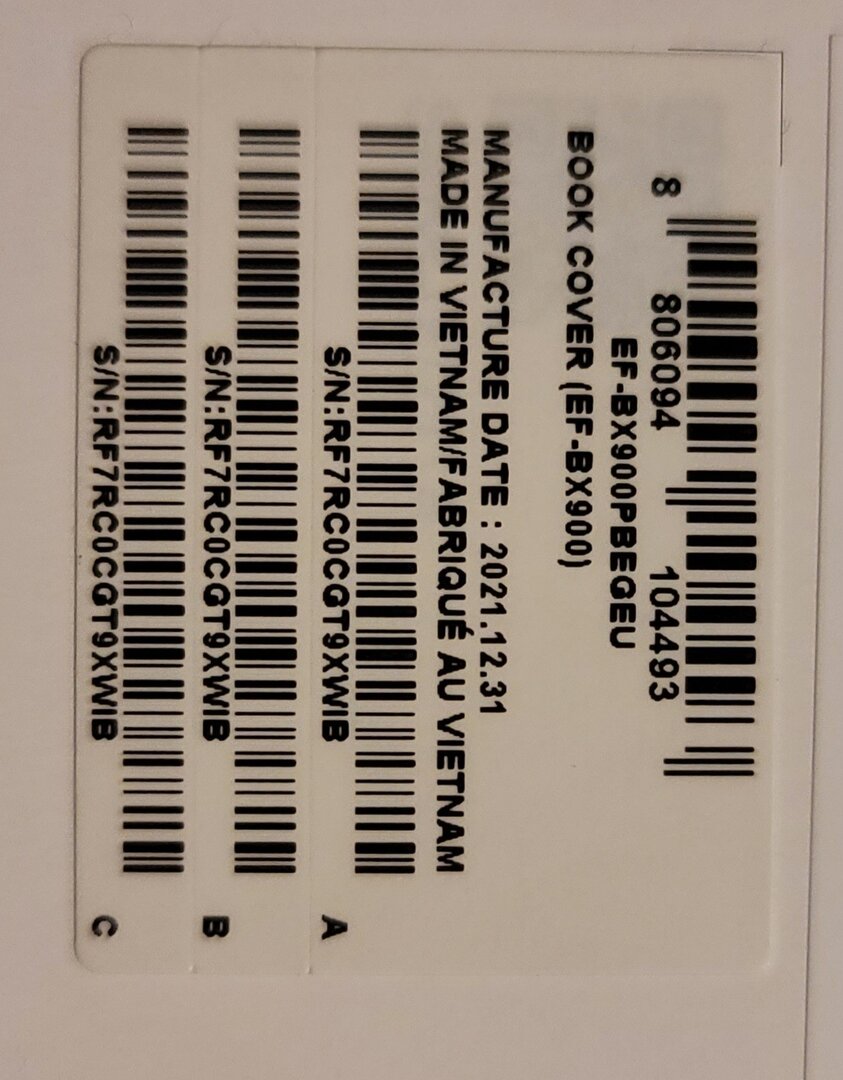 8 806094 104493
EF-BX900PBEGEU
BOOK COVER (EF-BX900)
MANUFACTURE DATE : 2021.12.31
MADE IN VIETNAM/FABRIQUÉ AU VIETNAM
S/N:RF7RC0CGT9XWIB
A
S/N:RF7RC0CGT9XWIB
B
S/N:RF7RC0CGT9XWIB
C